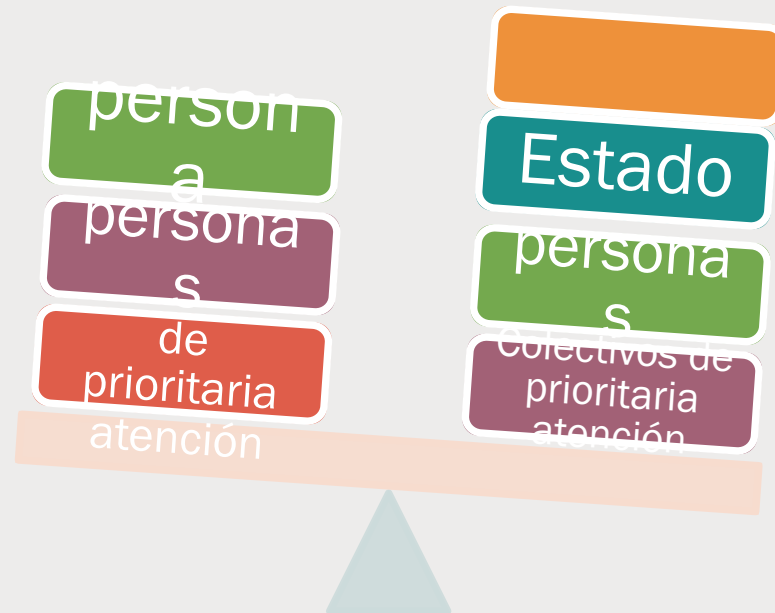 person
a
persona
s
de
prioritaria
atención
Estado
persona
s
Colectivos de
prioritaria
atención